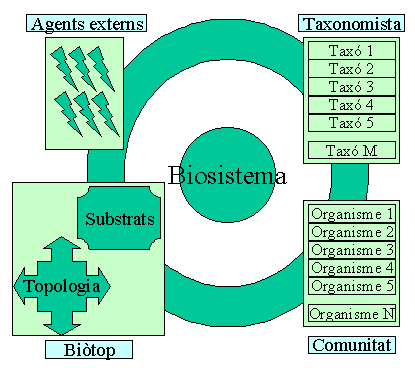 Agents externs
Taxonomista
Taxó 1
Taxó 2
Taxó 3
Taxó 4
Taxó 5
Taxó M
Biosistema
Substrats
Topologia
Biòtop
Organisme 1
Organisme 2
Organisme 3
Organisme 4
Organisme 5
Organisme N
Comunitat